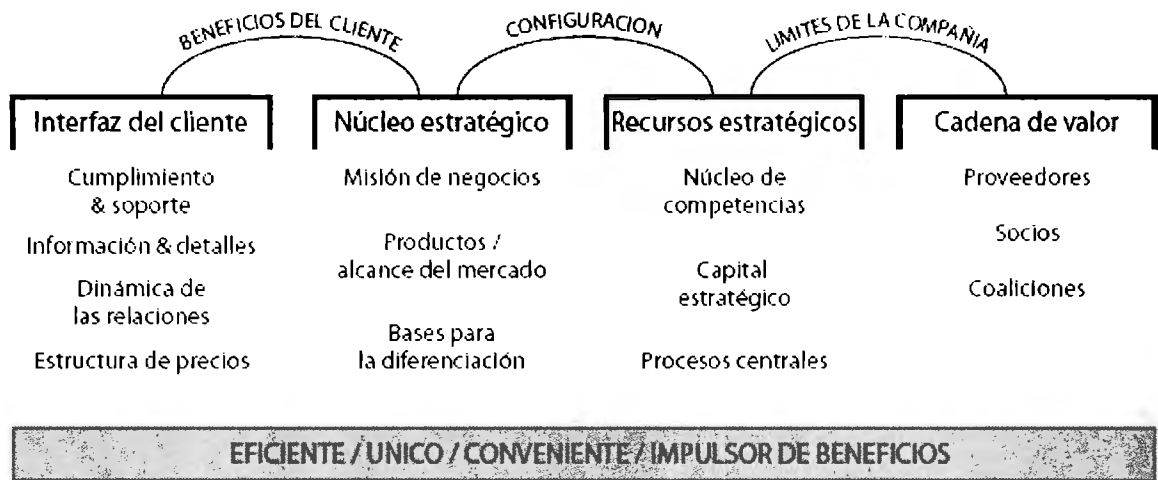 BENEFICIOS DEL CLIENTE
CONFIGURACION
LIMITES DE LA COMPAÑIA
Interfaz del cliente
Cumplimiento
& soporte
Información & detalles
Dinámica de
las relaciones
Estructura de precios
Núcleo estratégico
Misión de negocios
Productos /
alcance del mercado
Bases para
la diferenciación
Recursos estratégicos
Núcleo de
competencias
Capital
estratégico
Procesos centrales
Cadena de valor
Proveedores
Socios
Coaliciones
EFICIENTE / UNICO / CONVENIENTE / IMPULSOR DE BENEFICIOS